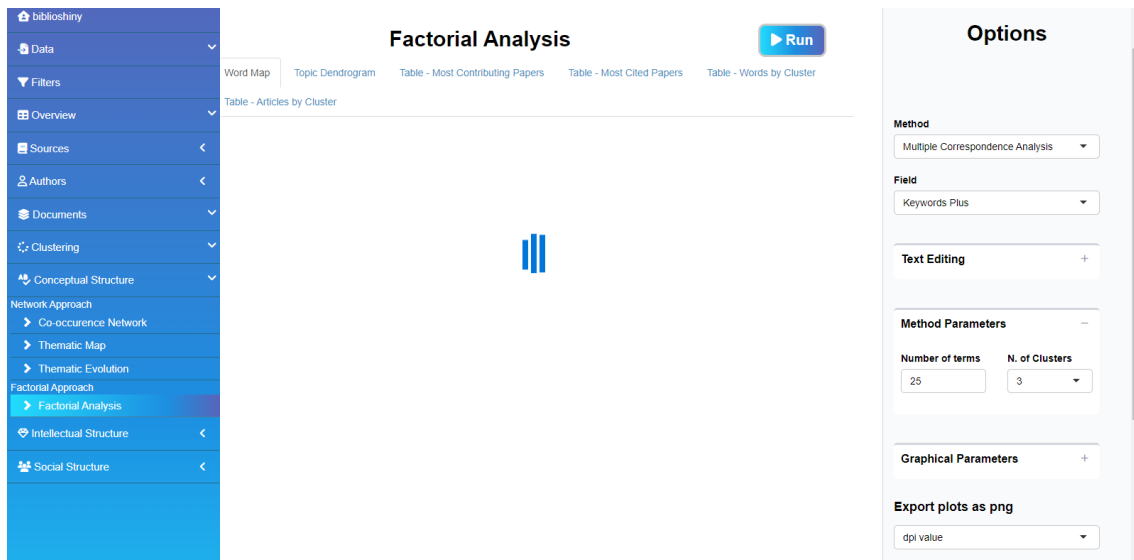 biblioshiny
Data
Filters
Overview
Sources
Authors
Documents
Clustering
Conceptual Structure
Network Approach
Co-occurence Network
Thematic Map
Thematic Evolution
Factorial Approach
Factorial Analysis
Intellectual Structure
Social Structure
Factorial Analysis
Run
Word Map Topic Dendrogram Table - Most Contributing Papers Table - Most Cited Papers Table - Words by Cluster
Table - Articles by Cluster
Options
Method
Multiple Correspondence Analysis
Field
Keywords Plus
Text Editing +
Method Parameters −
Number of terms N. of Clusters
25 3
Graphical Parameters +
Export plots as png
dpi value